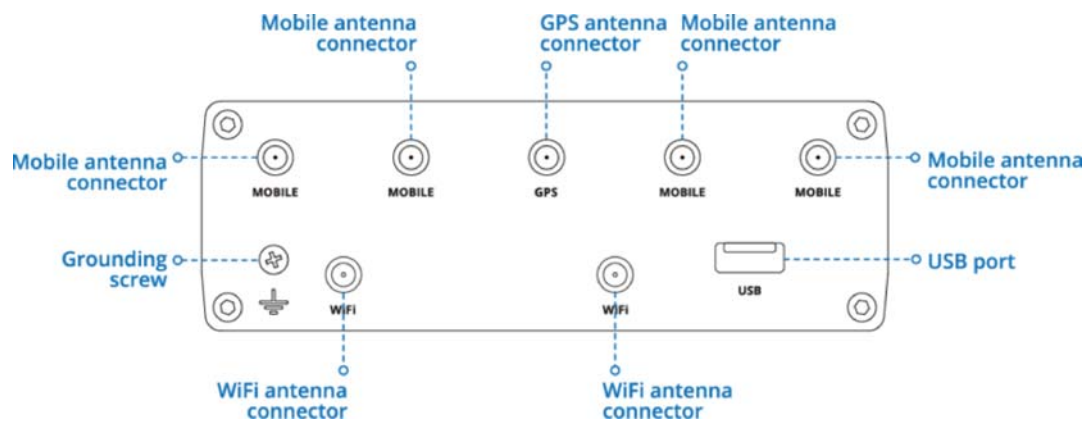 Mobile antenna
connector
GPS antenna
connector
Mobile antenna
connector
Mobile antenna
connector
MOBILE
MOBILE
GPS
MOBILE
MOBILE
Mobile antenna
connector
Grounding
screw
WiFi
WiFi
USB
USB port
WiFi antenna
connector
WiFi antenna
connector